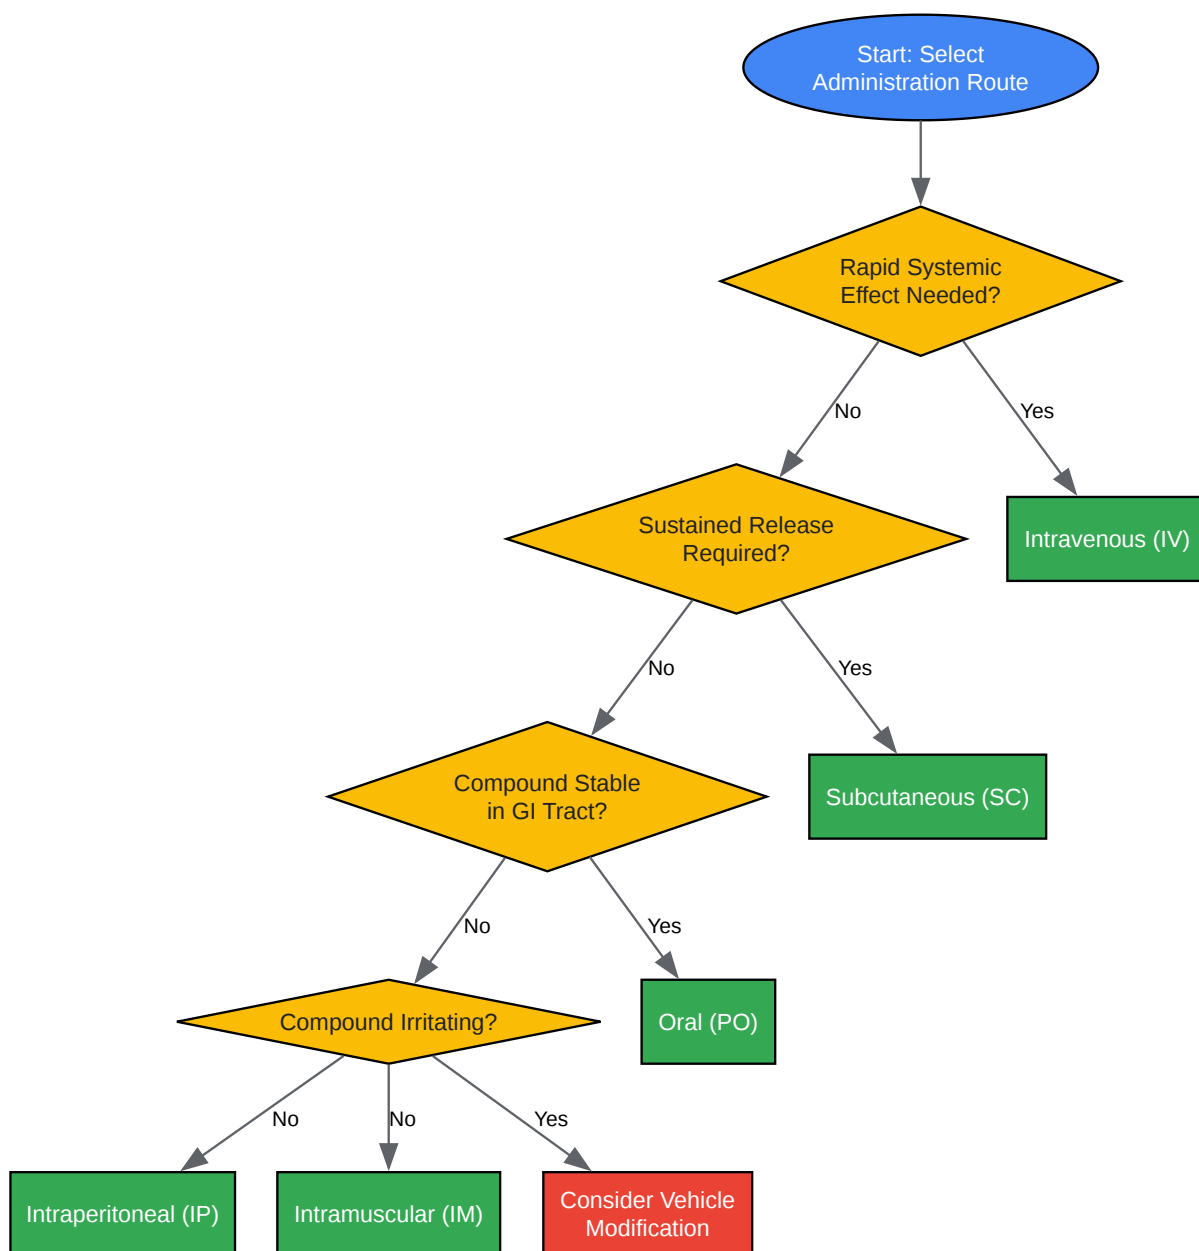 Start: Select
Administration Route
Rapid Systemic
Effect Needed?
No
Yes
Sustained Release
Required?
Intravenous (IV)
No
Yes
Compound Stable
in GI Tract?
Subcutaneous (SC)
No
Yes
Compound Irritating?
Oral (PO)
No
No
Yes
Intraperitoneal (IP)
Intramuscular (IM)
Consider Vehicle
Modification